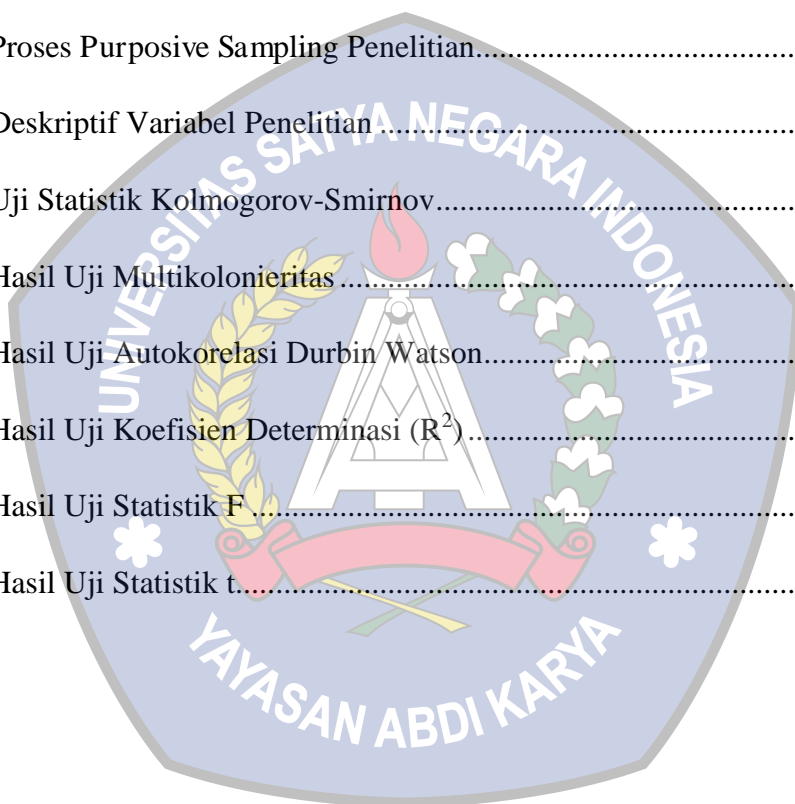 Proses Purposive Sampling Penelitian
Deskriptif Variabel Penelitian
Uji Statistik Kolmogorov-Smirnov
Hasil Uji Multikolonieritas
Hasil Uji Autokorelasi Durbin Watson
Hasil Uji Koefisien Determinasi (R²)
Hasil Uji Statistik F
Hasil Uji Statistik t
UNIVERSITAS SATYA NEGARA INDONESIA
YAYASAN ABDI KARYA